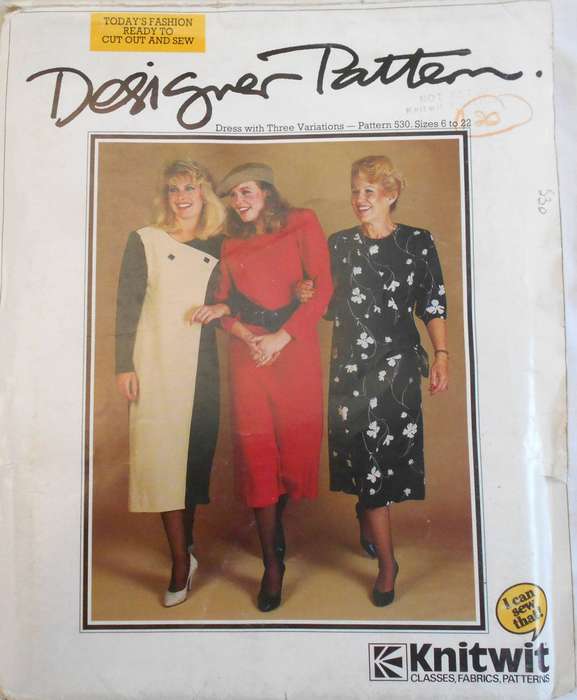 TODAY'S FASHION
READY TO
CUT OUT AND SEW
Designer Pattern.
Dress with Three Variations — Pattern 530. Sizes 6 to 22
530
I can
sew
that!
Knitwit
CLASSES, FABRICS, PATTERNS